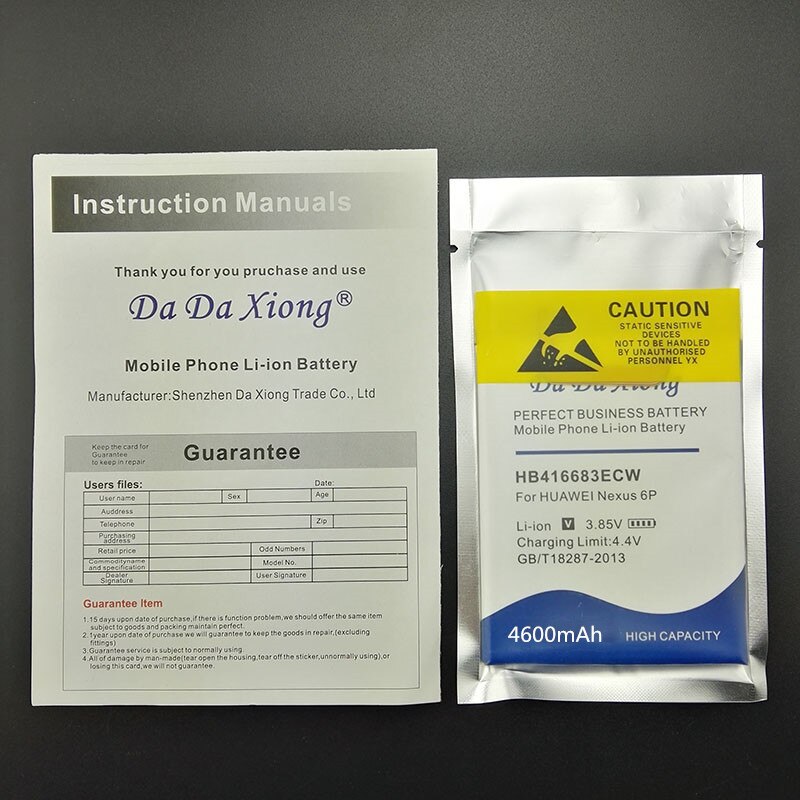 Instruction Manuals
Thank you for you pruchase and use
Da Da Xiong®
Mobile Phone Li-ion Battery
Manufacturer:Shenzhen Da Xiong Trade Co., Ltd
Keep the card for
Guarantee
to keep in repair
Guarantee
Users files:
Date:
User name
Sex
Age
Auddress
Telephone
Zip
Purchasing
address
Retail price
Odd Numbers
Commodityname
and specification
Model No.
Dealer
Signature
User Signature
Guarantee Item
1.15 days upon date of purchase,if there is function problem,we should offer the same item
subject to goods and packing maintain perfect.
2.1year upon date of purchase we will guarantee to keep the goods in repair,(excluding
fittings)
3.Guarantee service is subject to normally using.
4.All of damage by man-made(tear open the housing,tear off the sticker,unnormally using),or
losing this card,we will not guarantee.
CAUTION
STATIC SENSITIVE
DEVICES
NOT TO BE HANDLED
BY UNAUTHORISED
PERSONNEL YX
Da Da Xiong
PERFECT BUSINESS BATTERY
Mobile Phone Li-ion Battery
HB416683ECW
For HUAWEI Nexus 6P
Li-ion V 3.85V
Charging Limit:4.4V
GB/T18287-2013
4600mAh
HIGH CAPACITY